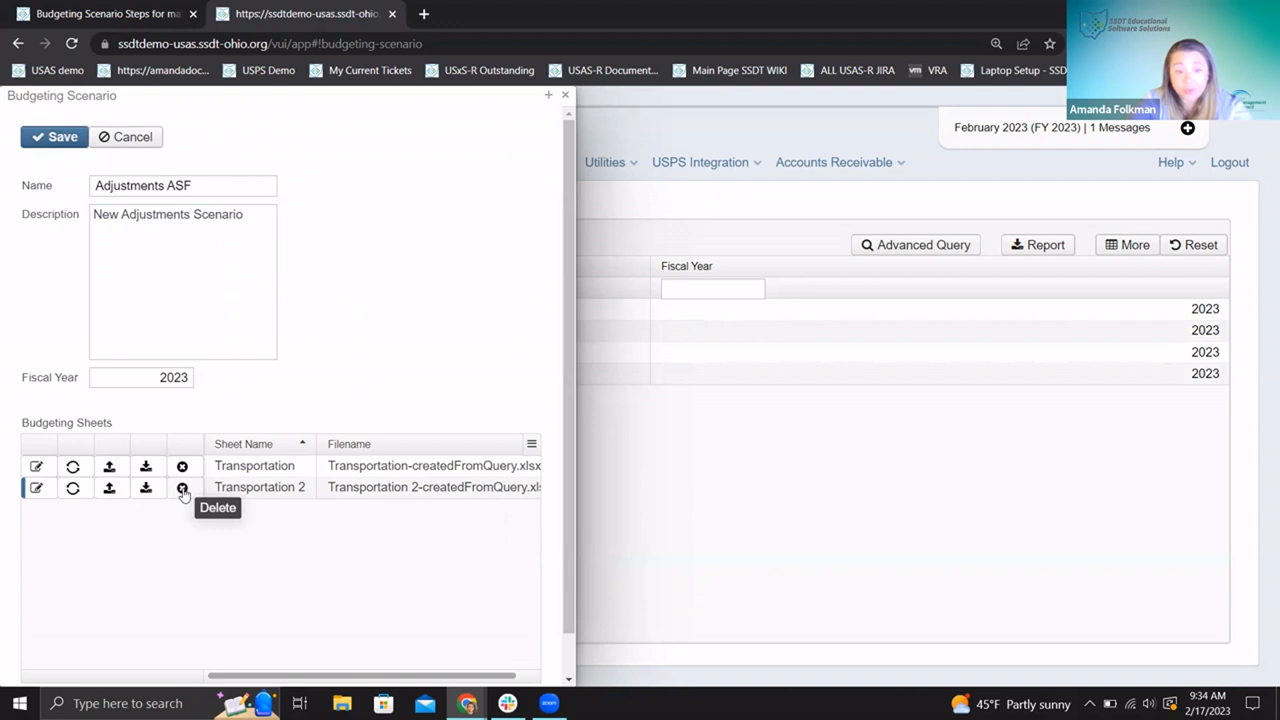 Budgeting Scenario Steps for ma
https://ssdtdemo-usas.ssdt-ohio.
ssdtdemo-usas.ssdt-ohio.org/vui/app#!budgeting-scenario
USAS demo
https://amandadoc...
USPS Demo
My Current Tickets
USxS-R Outstanding
USAS-R Document...
Main Page SSDT WIKI
ALL USAS-R JIRA
vm VRA
Laptop Setup - SSD
SSDT Educational
Software Solutions
Amanda Folkman
Budgeting Scenario
Save
Cancel
February 2023 (FY 2023) | 1 Messages
Utilities
USPS Integration
Accounts Receivable
Help
Logout
Name
Adjustments ASF
Description
New Adjustments Scenario
Advanced Query
Report
More
Reset
Fiscal Year
2023
2023
2023
2023
Fiscal Year
2023
Budgeting Sheets
Sheet Name
Filename
Transportation
Transportation-createdFromQuery.xlsx
Transportation 2
Transportation 2-createdFromQuery.xls
Delete
Type here to search
zoom
45°F Partly sunny
9:34 AM
2/17/2023